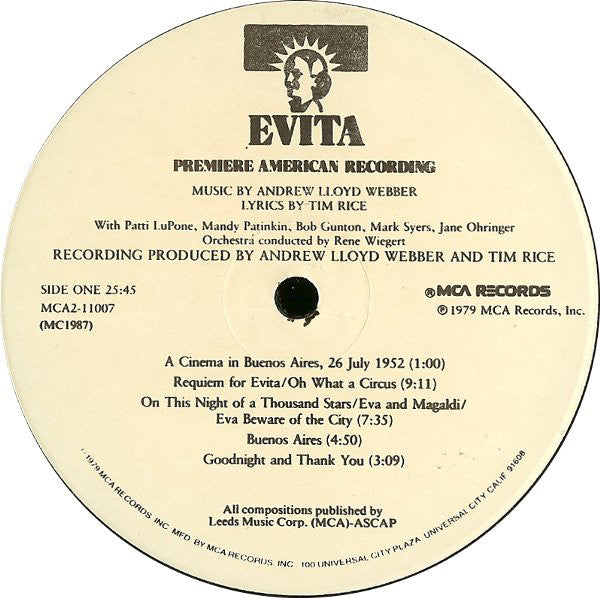 EVITA
PREMIERE AMERICAN RECORDING
MUSIC BY ANDREW LLOYD WEBBER
LYRICS BY TIM RICE
With Patti LuPone, Mandy Patinkin, Bob Gunton, Mark Syers, Jane Ohringer
Orchestra conducted by Rene Wiegert
RECORDING PRODUCED BY ANDREW LLOYD WEBBER AND TIM RICE
SIDE ONE 25:45
MCA2-11007
(MC1987)
®MCA RECORDS
℗ 1979 MCA Records, Inc.
A Cinema in Buenos Aires, 26 July 1952 (1:00)
Requiem for Evita/Oh What a Circus (9:11)
On This Night of a Thousand Stars/Eva and Magaldi/
Eva Beware of the City (7:35)
Buenos Aires (4:50)
Goodnight and Thank You (3:09)
All compositions published by
Leeds Music Corp. (MCA)-ASCAP
1979 MCA RECORDS, INC. MFD. BY MCA RECORDS, INC. 100 UNIVERSAL CITY PLAZA UNIVERSAL CITY CALIF 91608